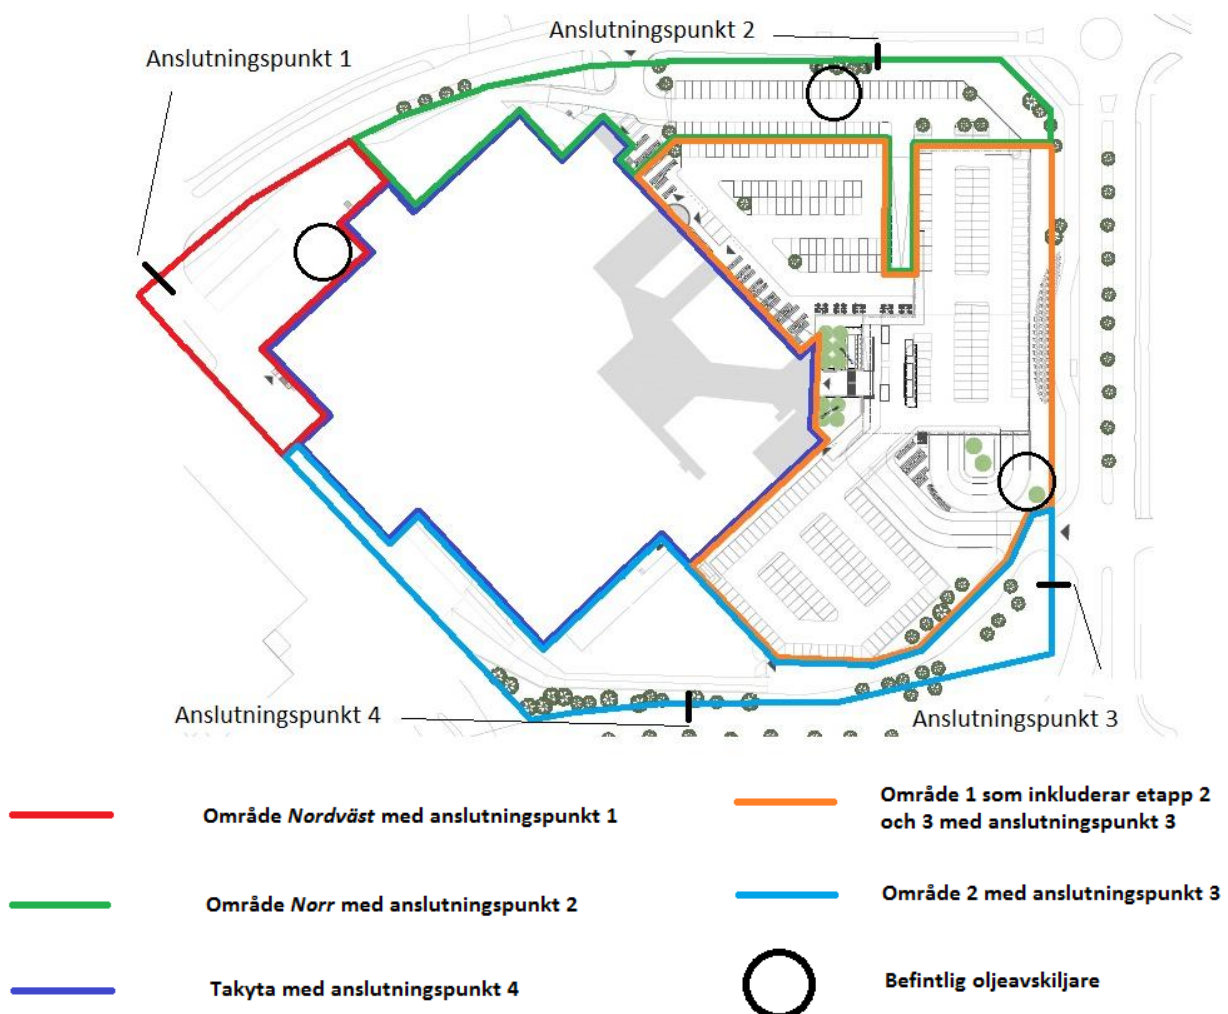 Anslutningspunkt 2
Anslutningspunkt 1
Anslutningspunkt 4
Anslutningspunkt 3
Område Nordväst med anslutningspunkt 1
Område 1 som inkluderar etapp 2
och 3 med anslutningspunkt 3
Område Norr med anslutningspunkt 2
Område 2 med anslutningspunkt 3
Takyta med anslutningspunkt 4
Befintlig oljeavskiljare